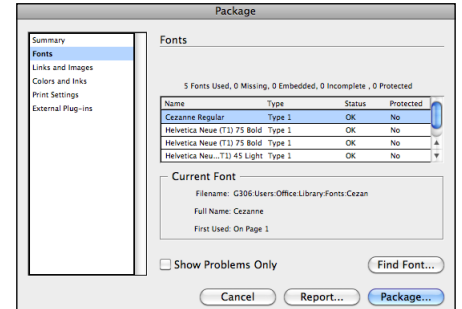 Package
Summary
Fonts
Links and Images
Colors and Inks
Print Settings
External Plug-ins
Fonts
5 Fonts Used, 0 Missing, 0 Embedded, 0 Incomplete , 0 Protected
Name Type Status Protected
Cezanne Regular Type 1 OK No
Helvetica Neue (T1) 75 Bold Type 1 OK No
Helvetica Neue (T1) 75 Bold Type 1 OK No
Helvetica Neu...T1) 45 Light Type 1 OK No
Current Font
Filename: G306:Users:Office:Library:Fonts:Cezan
Full Name: Cezanne
First Used: On Page 1
Show Problems Only
Find Font...
Cancel Report... Package...